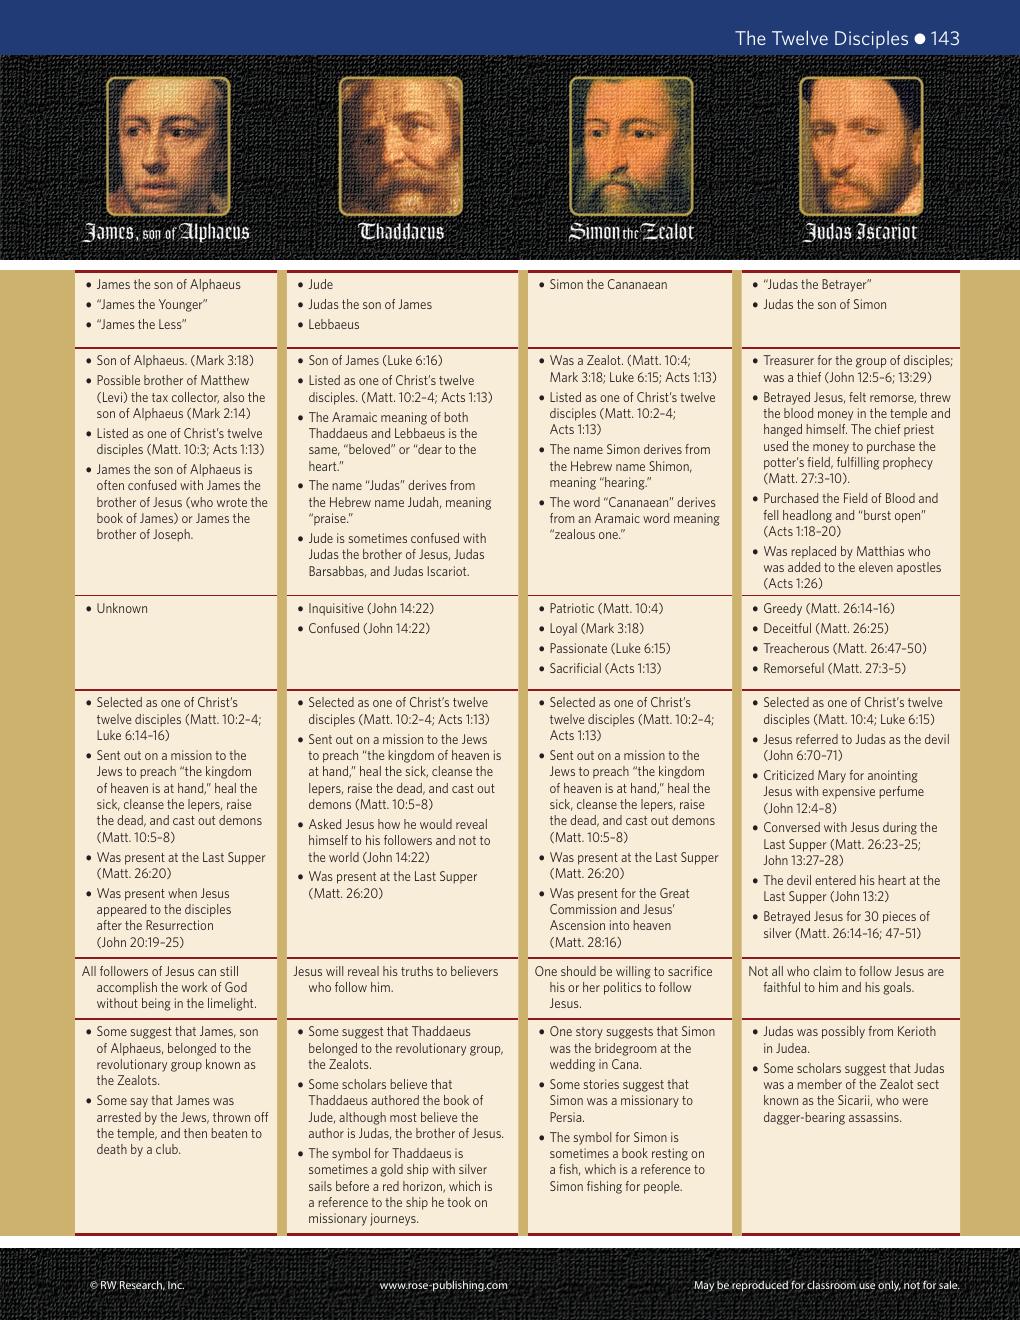 The Twelve Disciples ● 143
James, son of Alphaeus
Thaddaeus
Simon the Zealot
Judas Iscariot
• James the son of Alphaeus
• “James the Younger”
• “James the Less”
• Jude
• Judas the son of James
• Lebbaeus
• Simon the Cananaean
• “Judas the Betrayer”
• Judas the son of Simon
• Son of Alphaeus. (Mark 3:18)
• Possible brother of Matthew
(Levi) the tax collector, also the
son of Alphaeus (Mark 2:14)
• Listed as one of Christ’s twelve
disciples (Matt. 10:3; Acts 1:13)
• James the son of Alphaeus is
often confused with James the
brother of Jesus (who wrote the
book of James) or James the
brother of Joseph.
• Son of James (Luke 6:16)
• Listed as one of Christ’s twelve
disciples. (Matt. 10:2–4; Acts 1:13)
• The Aramaic meaning of both
Thaddaeus and Lebbaeus is the
same, “beloved” or “dear to the
heart.”
• The name “Judas” derives from
the Hebrew name Judah, meaning
“praise.”
• Jude is sometimes confused with
Judas the brother of Jesus, Judas
Barsabbas, and Judas Iscariot.
• Was a Zealot. (Matt. 10:4;
Mark 3:18; Luke 6:15; Acts 1:13)
• Listed as one of Christ’s twelve
disciples (Matt. 10:2–4;
Acts 1:13)
• The name Simon derives from
the Hebrew name Shimon,
meaning “hearing.”
• The word “Cananaean” derives
from an Aramaic word meaning
“zealous one.”
• Treasurer for the group of disciples;
was a thief (John 12:5–6; 13:29)
• Betrayed Jesus, felt remorse, threw
the blood money in the temple and
hanged himself. The chief priest
used the money to purchase the
potter’s field, fulfilling prophecy
(Matt. 27:3–10).
• Purchased the Field of Blood and
fell headlong and “burst open”
(Acts 1:18–20)
• Was replaced by Matthias who
was added to the eleven apostles
(Acts 1:26)
• Unknown
• Inquisitive (John 14:22)
• Confused (John 14:22)
• Patriotic (Matt. 10:4)
• Loyal (Mark 3:18)
• Passionate (Luke 6:15)
• Sacrificial (Acts 1:13)
• Greedy (Matt. 26:14–16)
• Deceitful (Matt. 26:25)
• Treacherous (Matt. 26:47–50)
• Remorseful (Matt. 27:3–5)
• Selected as one of Christ’s
twelve disciples (Matt. 10:2–4;
Luke 6:14–16)
• Sent out on a mission to the
Jews to preach “the kingdom
of heaven is at hand,” heal the
sick, cleanse the lepers, raise
the dead, and cast out demons
(Matt. 10:5–8)
• Was present at the Last Supper
(Matt. 26:20)
• Was present when Jesus
appeared to the disciples
after the Resurrection
(John 20:19–25)
• Selected as one of Christ’s twelve
disciples (Matt. 10:2–4; Acts 1:13)
• Sent out on a mission to the Jews
to preach “the kingdom of heaven is
at hand,” heal the sick, cleanse the
lepers, raise the dead, and cast out
demons (Matt. 10:5–8)
• Asked Jesus how he would reveal
himself to his followers and not to
the world (John 14:22)
• Was present at the Last Supper
(Matt. 26:20)
• Selected as one of Christ’s
twelve disciples (Matt. 10:2–4;
Acts 1:13)
• Sent out on a mission to the
Jews to preach “the kingdom
of heaven is at hand,” heal the
sick, cleanse the lepers, raise
the dead, and cast out demons
(Matt. 10:5–8)
• Was present at the Last Supper
(Matt. 26:20)
• Was present for the Great
Commission and Jesus’
Ascension into heaven
(Matt. 28:16)
• Selected as one of Christ’s twelve
disciples (Matt. 10:4; Luke 6:15)
• Jesus referred to Judas as the devil
(John 6:70–71)
• Criticized Mary for anointing
Jesus with expensive perfume
(John 12:4–8)
• Conversed with Jesus during the
Last Supper (Matt. 26:23–25;
John 13:27–28)
• The devil entered his heart at the
Last Supper (John 13:2)
• Betrayed Jesus for 30 pieces of
silver (Matt. 26:14–16; 47–51)
All followers of Jesus can still
accomplish the work of God
without being in the limelight.
Jesus will reveal his truths to believers
who follow him.
One should be willing to sacrifice
his or her politics to follow
Jesus.
Not all who claim to follow Jesus are
faithful to him and his goals.
• Some suggest that James, son
of Alphaeus, belonged to the
revolutionary group known as
the Zealots.
• Some say that James was
arrested by the Jews, thrown off
the temple, and then beaten to
death by a club.
• Some suggest that Thaddaeus
belonged to the revolutionary group,
the Zealots.
• Some scholars believe that
Thaddaeus authored the book of
Jude, although most believe the
author is Judas, the brother of Jesus.
• The symbol for Thaddaeus is
sometimes a gold ship with silver
sails before a red horizon, which is
a reference to the ship he took on
missionary journeys.
• One story suggests that Simon
was the bridegroom at the
wedding in Cana.
• Some stories suggest that
Simon was a missionary to
Persia.
• The symbol for Simon is
sometimes a book resting on
a fish, which is a reference to
Simon fishing for people.
• Judas was possibly from Kerioth
in Judea.
• Some scholars suggest that Judas
was a member of the Zealot sect
known as the Sicarii, who were
dagger-bearing assassins.
© RW Research, Inc.
www.rose-publishing.com
May be reproduced for classroom use only, not for sale.